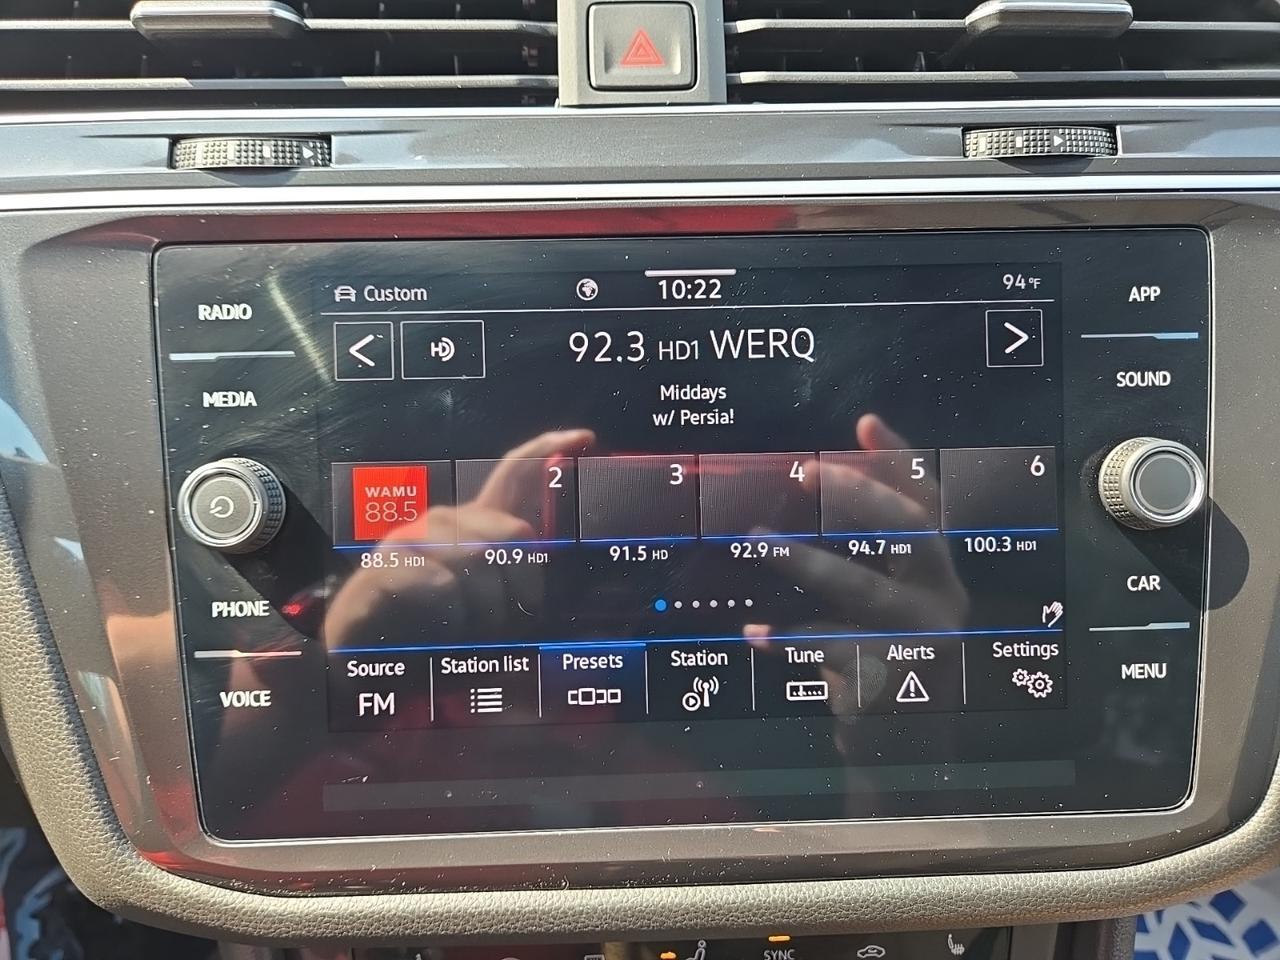 RADIO
MEDIA
PHONE
VOICE
Custom
10:22
94°F
92.3 HD1 WERQ
Middays
w/ Persia!
WAMU
88.5
2
3
4
5
6
88.5 HD1
90.9 HD1
91.5 HD
92.9 FM
94.7 HD1
100.3 HD1
Source
FM
Station list
Presets
Station
Tune
Alerts
Settings
APP
SOUND
CAR
MENU
SYNC